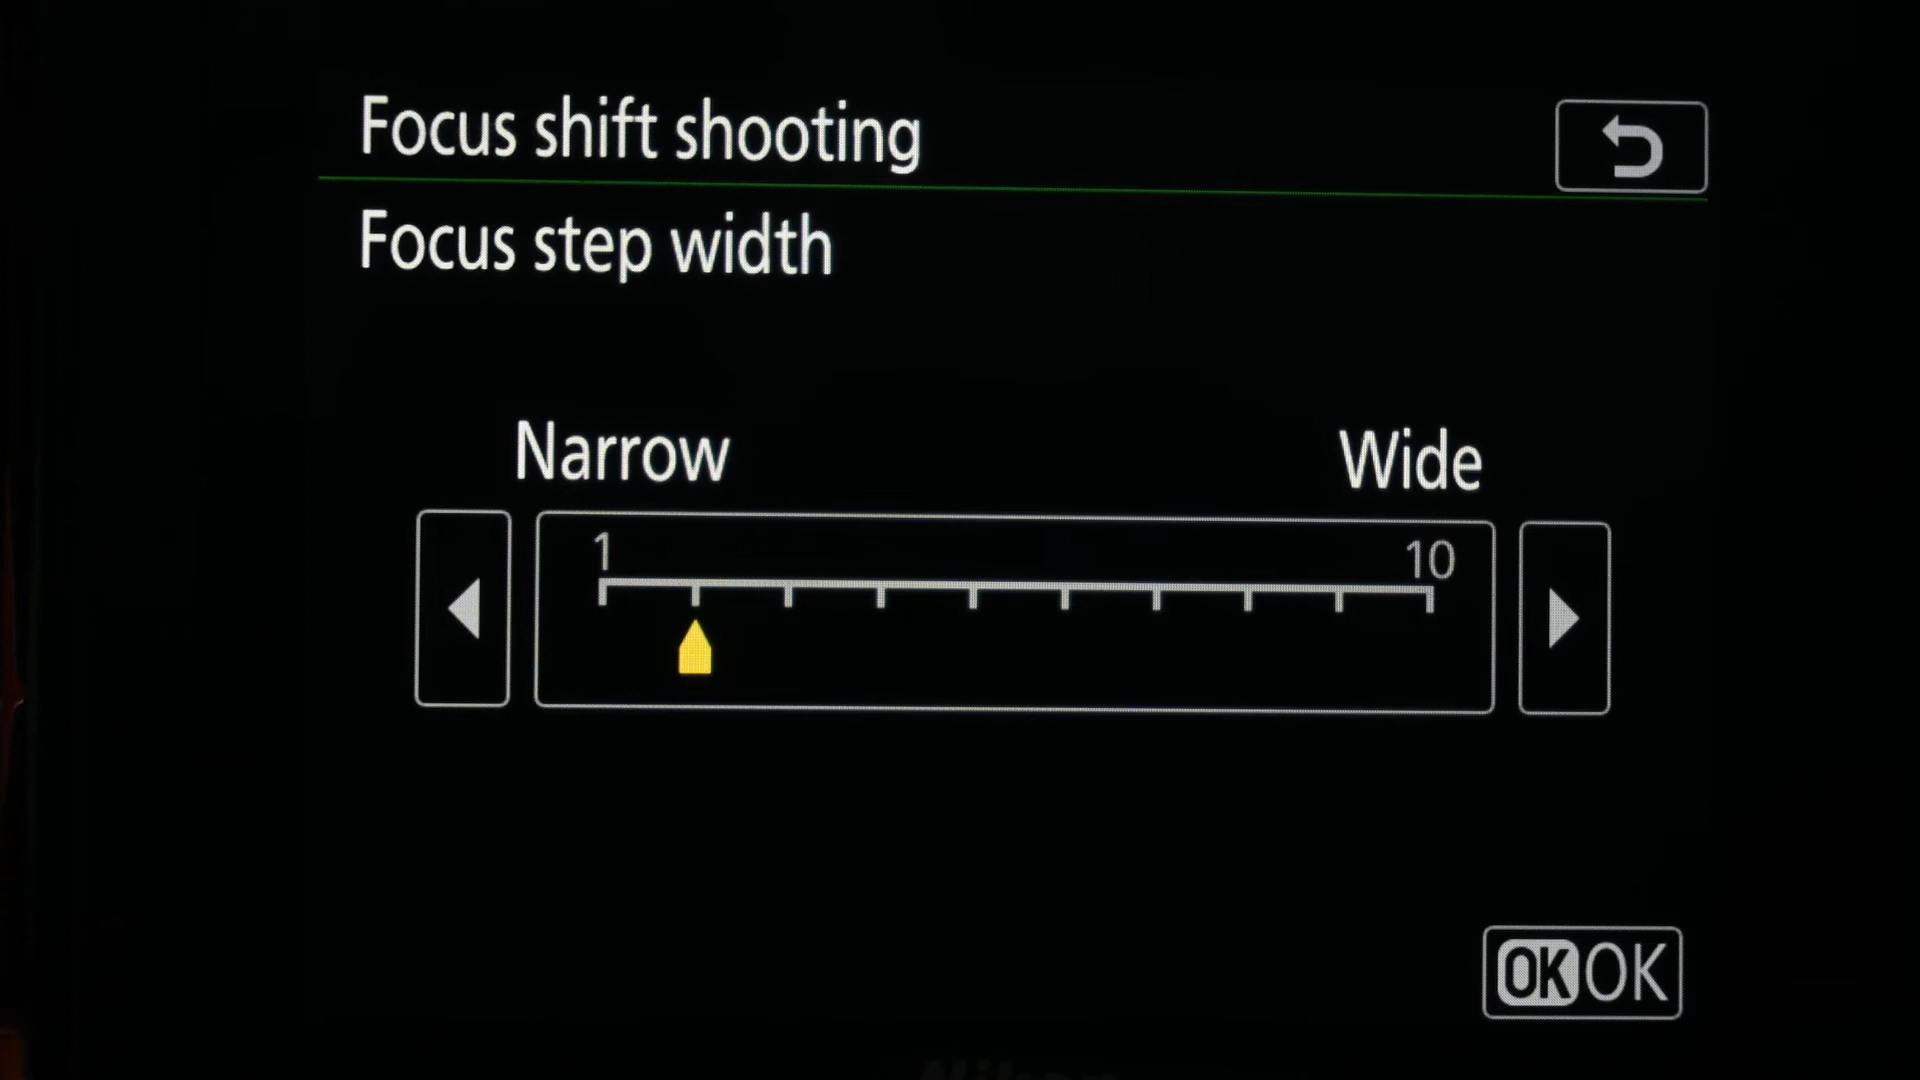 Focus shift shooting
Focus step width
Narrow Wide
1 10
OK OK